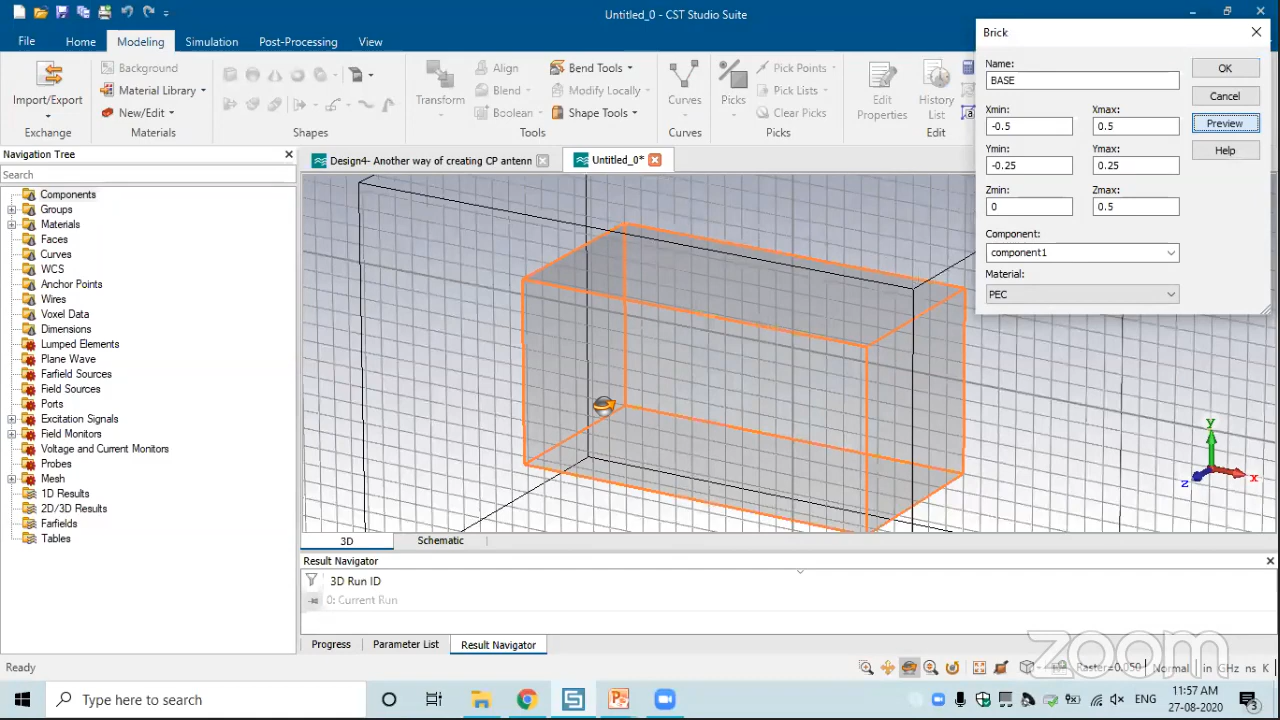 Untitled_0 - CST Studio Suite
File
Home
Modeling
Simulation
Post-Processing
View
Import/Export
Exchange
Background
Material Library
New/Edit
Materials
Shapes
Transform
Align
Blend
Boolean
Bend Tools
Modify Locally
Shape Tools
Tools
Curves
Curves
Picks
Pick Points
Pick Lists
Clear Picks
Picks
Edit Properties
History List
Edit
Brick
Name:
BASE
OK
Cancel
Preview
Help
Xmin:
Xmax:
-0.5
0.5
Ymin:
Ymax:
-0.25
0.25
Zmin:
Zmax:
0
0.5
Component:
component1
Material:
PEC
Navigation Tree
Search
Components
Groups
Materials
Faces
Curves
WCS
Anchor Points
Wires
Voxel Data
Dimensions
Lumped Elements
Plane Wave
Farfield Sources
Field Sources
Ports
Excitation Signals
Field Monitors
Voltage and Current Monitors
Probes
Mesh
1D Results
2D/3D Results
Farfields
Tables
Design4- Another way of creating CP antenn
Untitled_0*
y
x
z
3D
Schematic
Result Navigator
3D Run ID
0: Current Run
Progress
Parameter List
Result Navigator
zoom
Ready
Raster=0.050
Normal
in GHz ns K
Type here to search
ENG
11:57 AM
27-08-2020
3